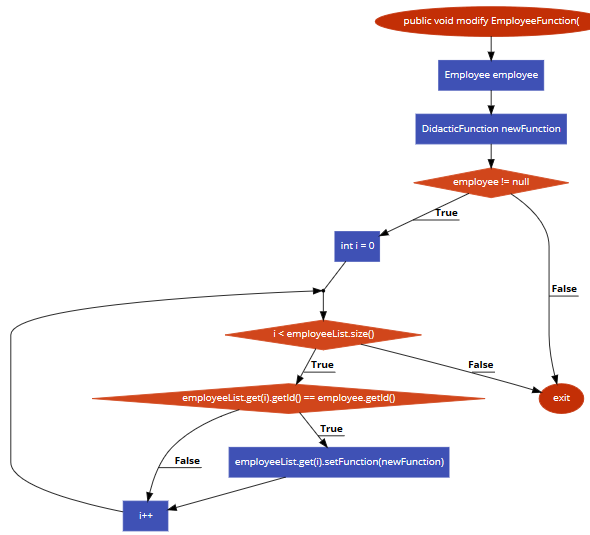 public void modify EmployeeFunction(
Employee employee
DidacticFunction newFunction
employee != null
True
int i = 0
False
i < employeeList.size()
True
False
employeeList.get(i).getId() == employee.getId()
exit
True
employeeList.get(i).setFunction(newFunction)
False
i++